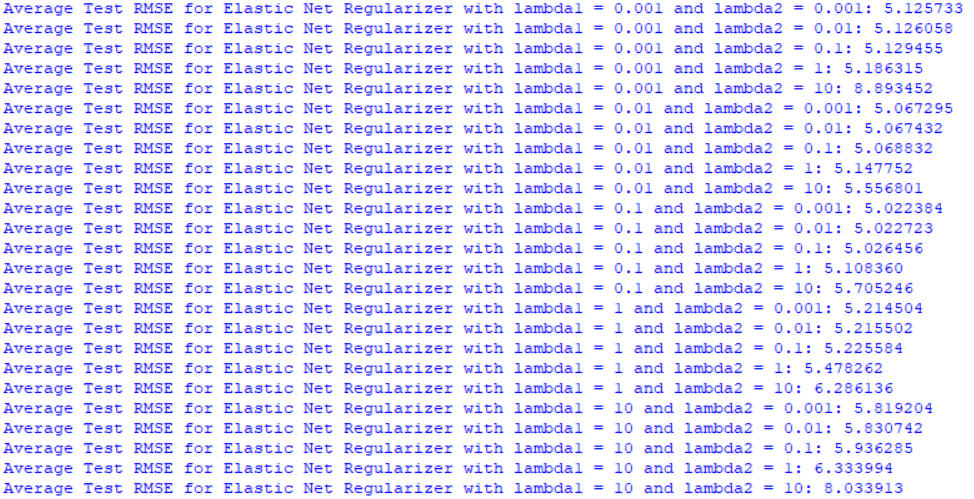 Average Test RMSE for Elastic Net Regularizer with lambda1 = 0.001 and lambda2 = 0.001: 5.125733
Average Test RMSE for Elastic Net Regularizer with lambda1 = 0.001 and lambda2 = 0.01: 5.126058
Average Test RMSE for Elastic Net Regularizer with lambda1 = 0.001 and lambda2 = 0.1: 5.129455
Average Test RMSE for Elastic Net Regularizer with lambda1 = 0.001 and lambda2 = 1: 5.186315
Average Test RMSE for Elastic Net Regularizer with lambda1 = 0.001 and lambda2 = 10: 8.893452
Average Test RMSE for Elastic Net Regularizer with lambda1 = 0.01 and lambda2 = 0.001: 5.067295
Average Test RMSE for Elastic Net Regularizer with lambda1 = 0.01 and lambda2 = 0.01: 5.067432
Average Test RMSE for Elastic Net Regularizer with lambda1 = 0.01 and lambda2 = 0.1: 5.068832
Average Test RMSE for Elastic Net Regularizer with lambda1 = 0.01 and lambda2 = 1: 5.147752
Average Test RMSE for Elastic Net Regularizer with lambda1 = 0.01 and lambda2 = 10: 5.556801
Average Test RMSE for Elastic Net Regularizer with lambda1 = 0.1 and lambda2 = 0.001: 5.022384
Average Test RMSE for Elastic Net Regularizer with lambda1 = 0.1 and lambda2 = 0.01: 5.022723
Average Test RMSE for Elastic Net Regularizer with lambda1 = 0.1 and lambda2 = 0.1: 5.026456
Average Test RMSE for Elastic Net Regularizer with lambda1 = 0.1 and lambda2 = 1: 5.108360
Average Test RMSE for Elastic Net Regularizer with lambda1 = 0.1 and lambda2 = 10: 5.705246
Average Test RMSE for Elastic Net Regularizer with lambda1 = 1 and lambda2 = 0.001: 5.214504
Average Test RMSE for Elastic Net Regularizer with lambda1 = 1 and lambda2 = 0.01: 5.215502
Average Test RMSE for Elastic Net Regularizer with lambda1 = 1 and lambda2 = 0.1: 5.225584
Average Test RMSE for Elastic Net Regularizer with lambda1 = 1 and lambda2 = 1: 5.478262
Average Test RMSE for Elastic Net Regularizer with lambda1 = 1 and lambda2 = 10: 6.286136
Average Test RMSE for Elastic Net Regularizer with lambda1 = 10 and lambda2 = 0.001: 5.819204
Average Test RMSE for Elastic Net Regularizer with lambda1 = 10 and lambda2 = 0.01: 5.830742
Average Test RMSE for Elastic Net Regularizer with lambda1 = 10 and lambda2 = 0.1: 5.936285
Average Test RMSE for Elastic Net Regularizer with lambda1 = 10 and lambda2 = 1: 6.333994
Average Test RMSE for Elastic Net Regularizer with lambda1 = 10 and lambda2 = 10: 8.033913